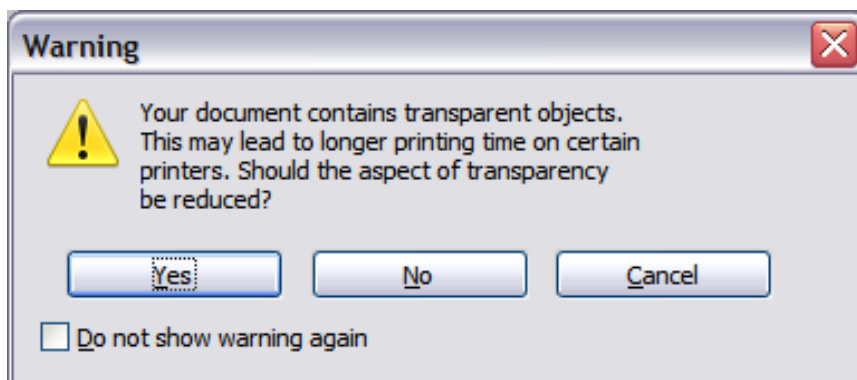 Warning
Your document contains transparent objects.
This may lead to longer printing time on certain
printers. Should the aspect of transparency
be reduced?
Yes No Cancel
Do not show warning again